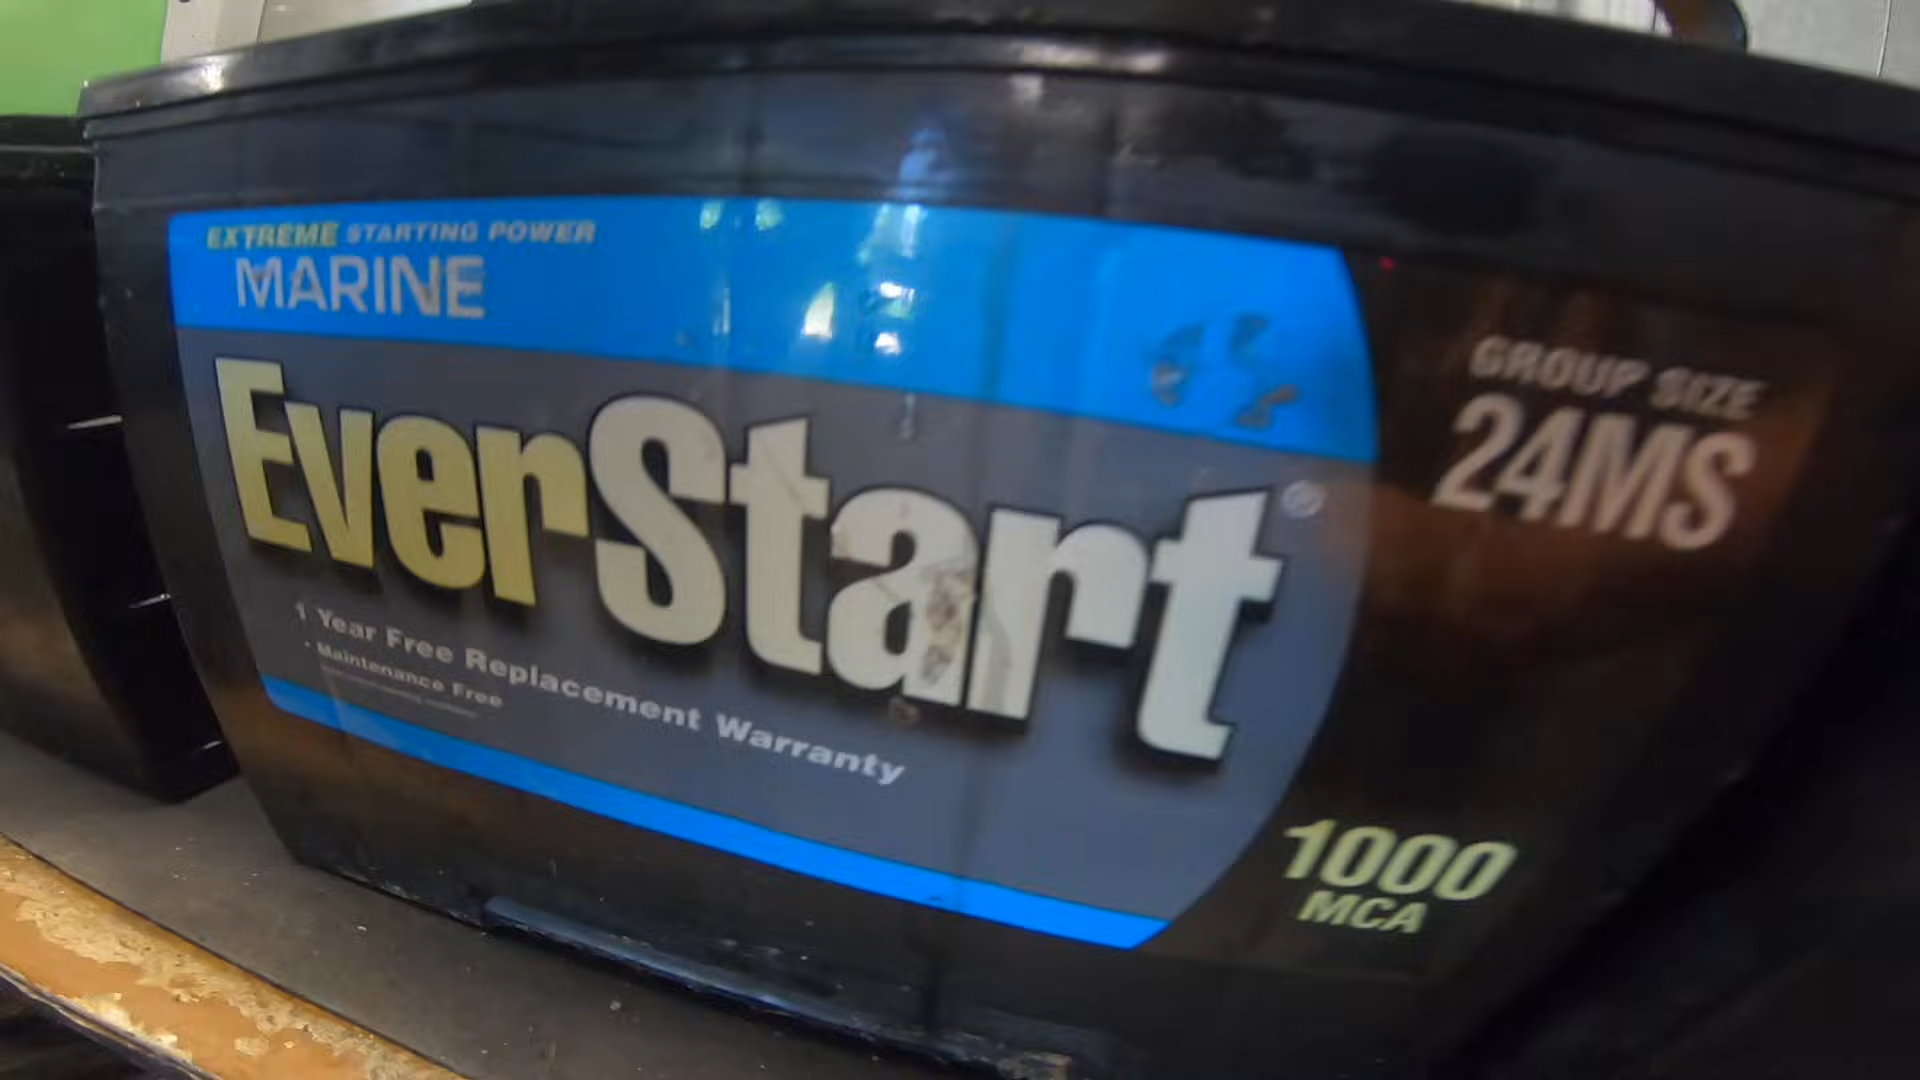 EXTREME STARTING POWER
MARINE
EverStart®
GROUP SIZE
24MS
1 Year Free Replacement Warranty
• Maintenance Free
1000
MCA